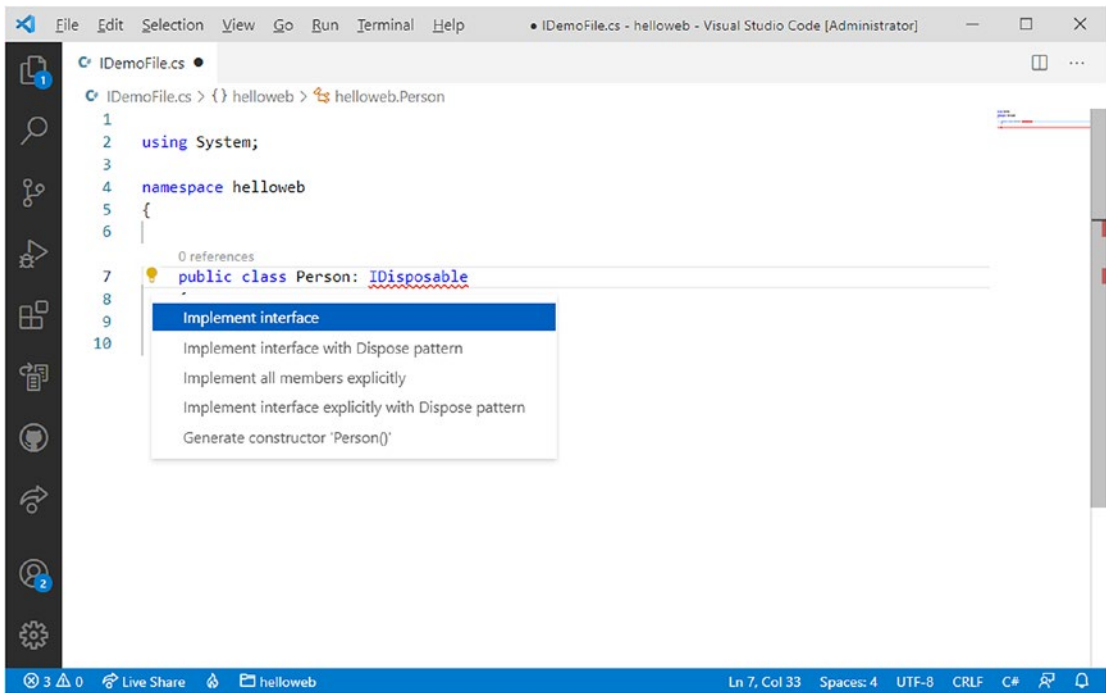 File Edit Selection View Go Run Terminal Help ● IDemoFile.cs - helloweb - Visual Studio Code [Administrator]
IDemoFile.cs ●
IDemoFile.cs > {} helloweb > helloweb.Person
1
2 using System;
3
4 namespace helloweb
5 {
6
0 references
7 public class Person: IDisposable
8
9
10
Implement interface
Implement interface with Dispose pattern
Implement all members explicitly
Implement interface explicitly with Dispose pattern
Generate constructor 'Person()'
1
2
3 0 Live Share helloweb Ln 7, Col 33 Spaces: 4 UTF-8 CRLF C#